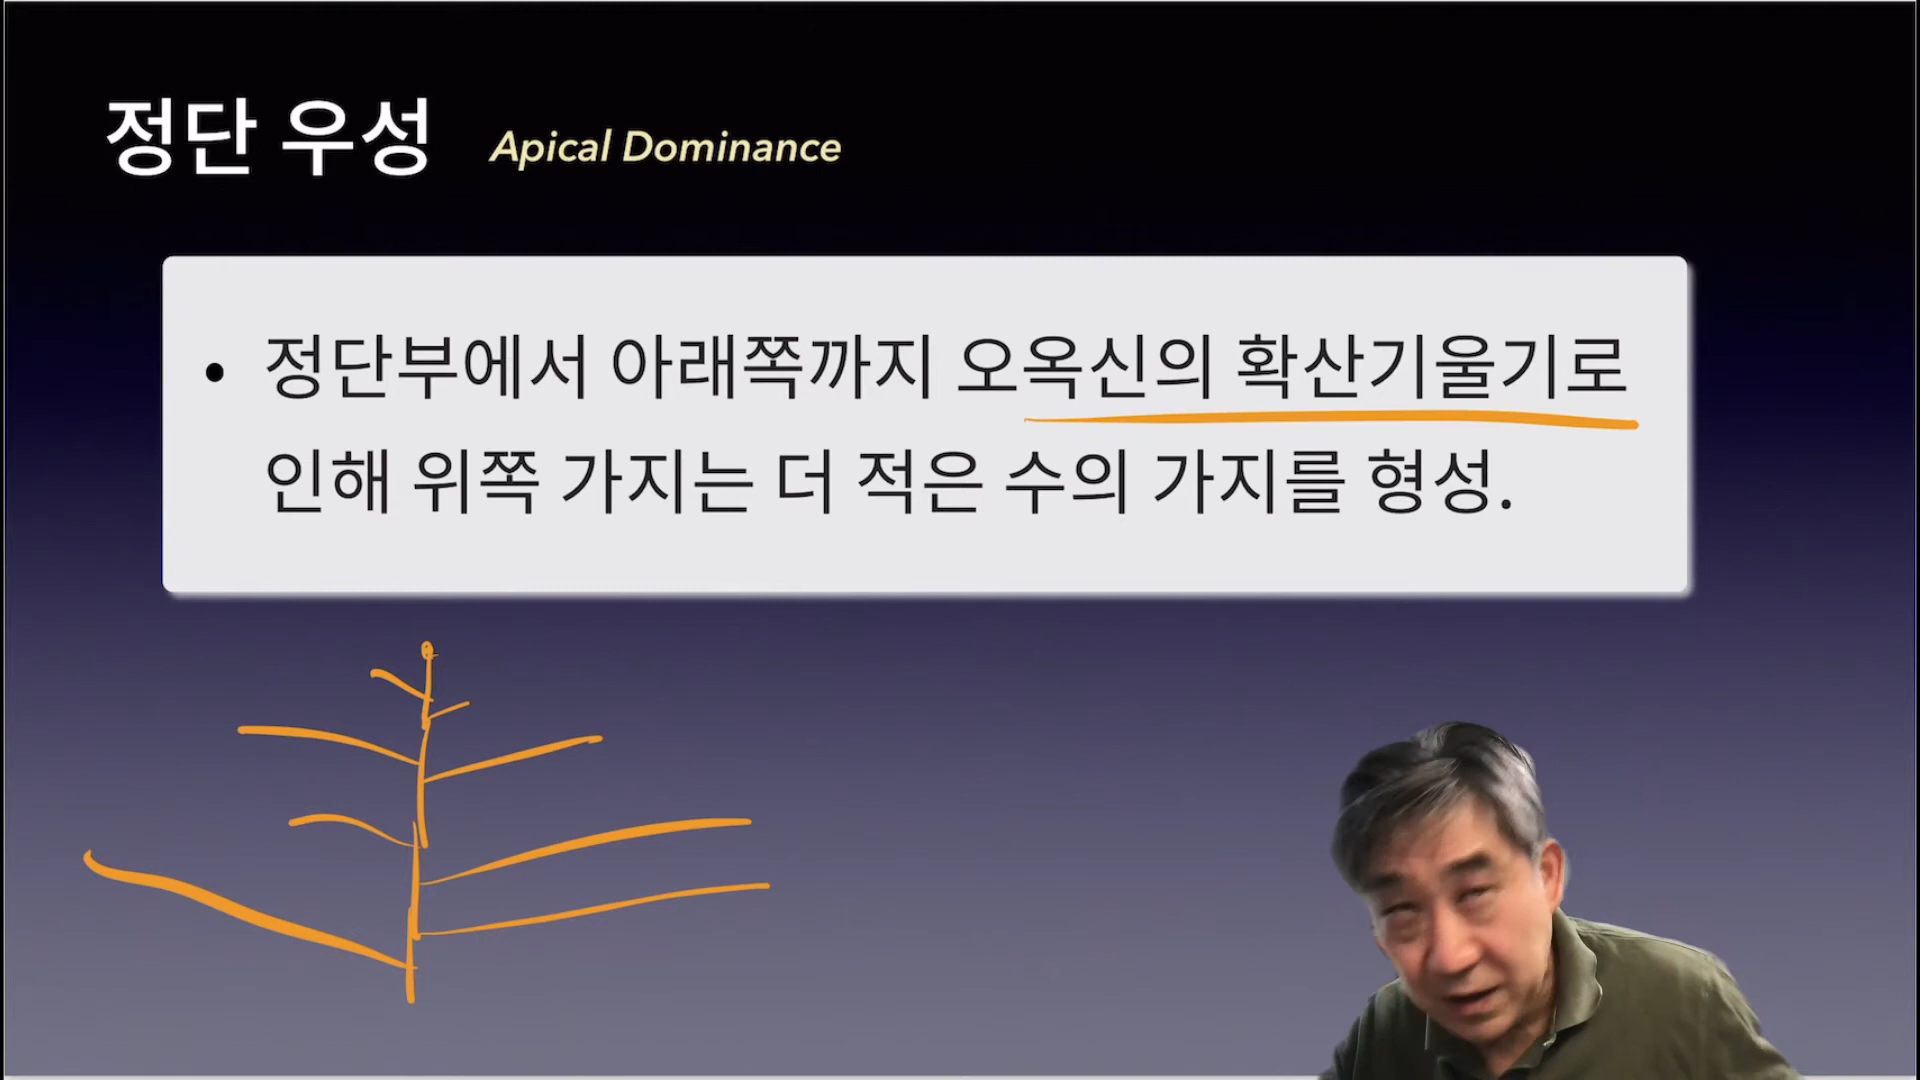 정단 우성 Apical Dominance
• 정단부에서 아래쪽까지 오옥신의 확산기울기로
인해 위쪽 가지는 더 적은 수의 가지를 형성.